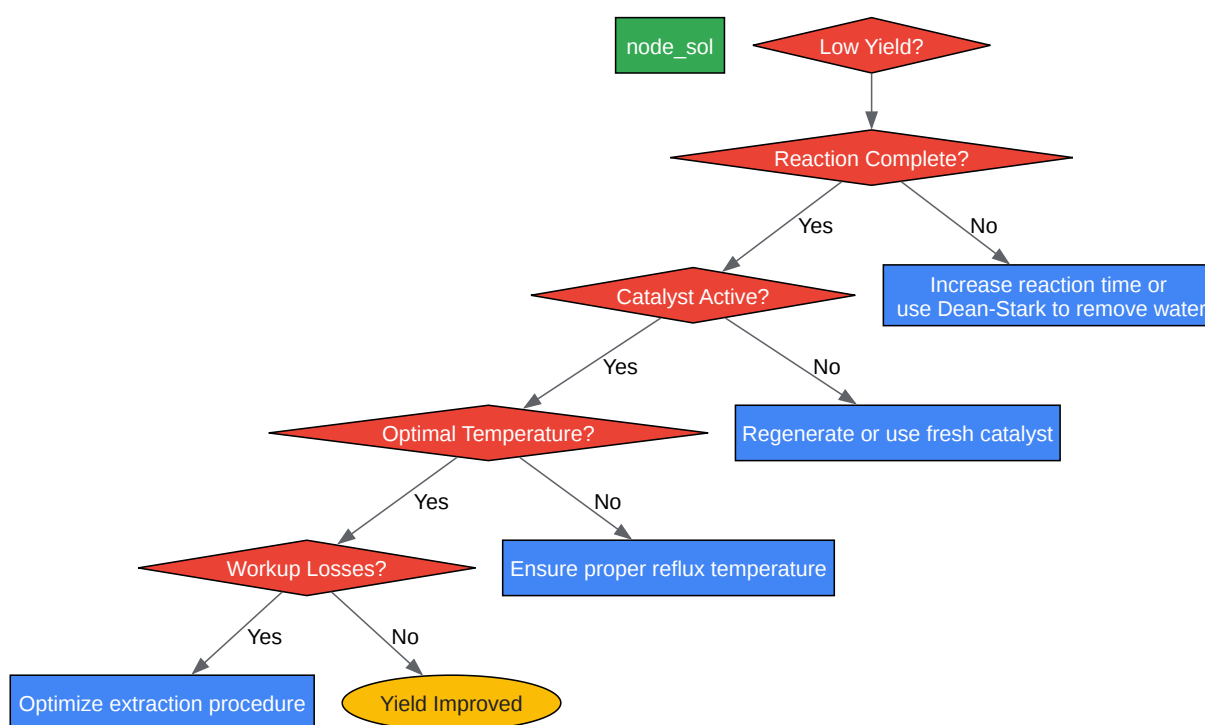 node_sol
Low Yield?
Reaction Complete?
Yes
No
Catalyst Active?
Increase reaction time or
use Dean-Stark to remove water
Yes
No
Optimal Temperature?
Regenerate or use fresh catalyst
Yes
No
Workup Losses?
Ensure proper reflux temperature
Yes
No
Optimize extraction procedure
Yield Improved